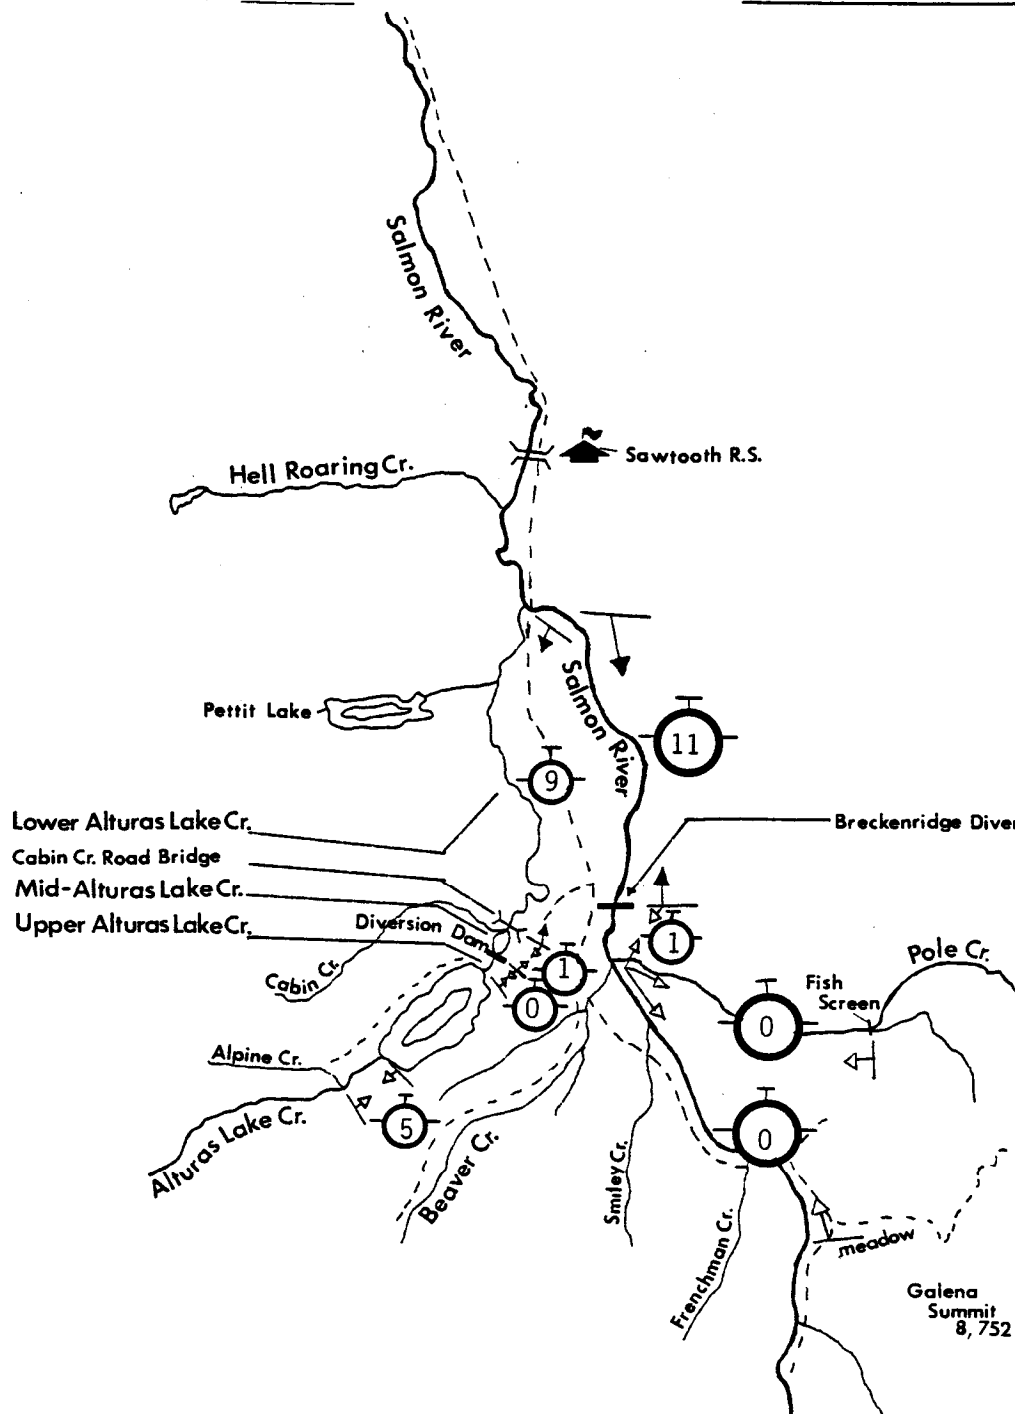 Salmon River
Hell Roaring Cr.
Sawtooth R.S.
Pettit Lake
Salmon River
11
9
Lower Alturas Lake Cr.
Cabin Cr. Road Bridge
Mid-Alturas Lake Cr.
Upper Alturas Lake Cr.
Breckenridge Diver
Diversion Dam
1
Cabin Cr.
1
0
Pole Cr.
Fish
Screen
0
Alpine Cr.
Alturas Lake Cr.
5
0
Beaver Cr.
Smiley Cr.
Frenchman Cr.
meadow
Galena
Summit
8,752